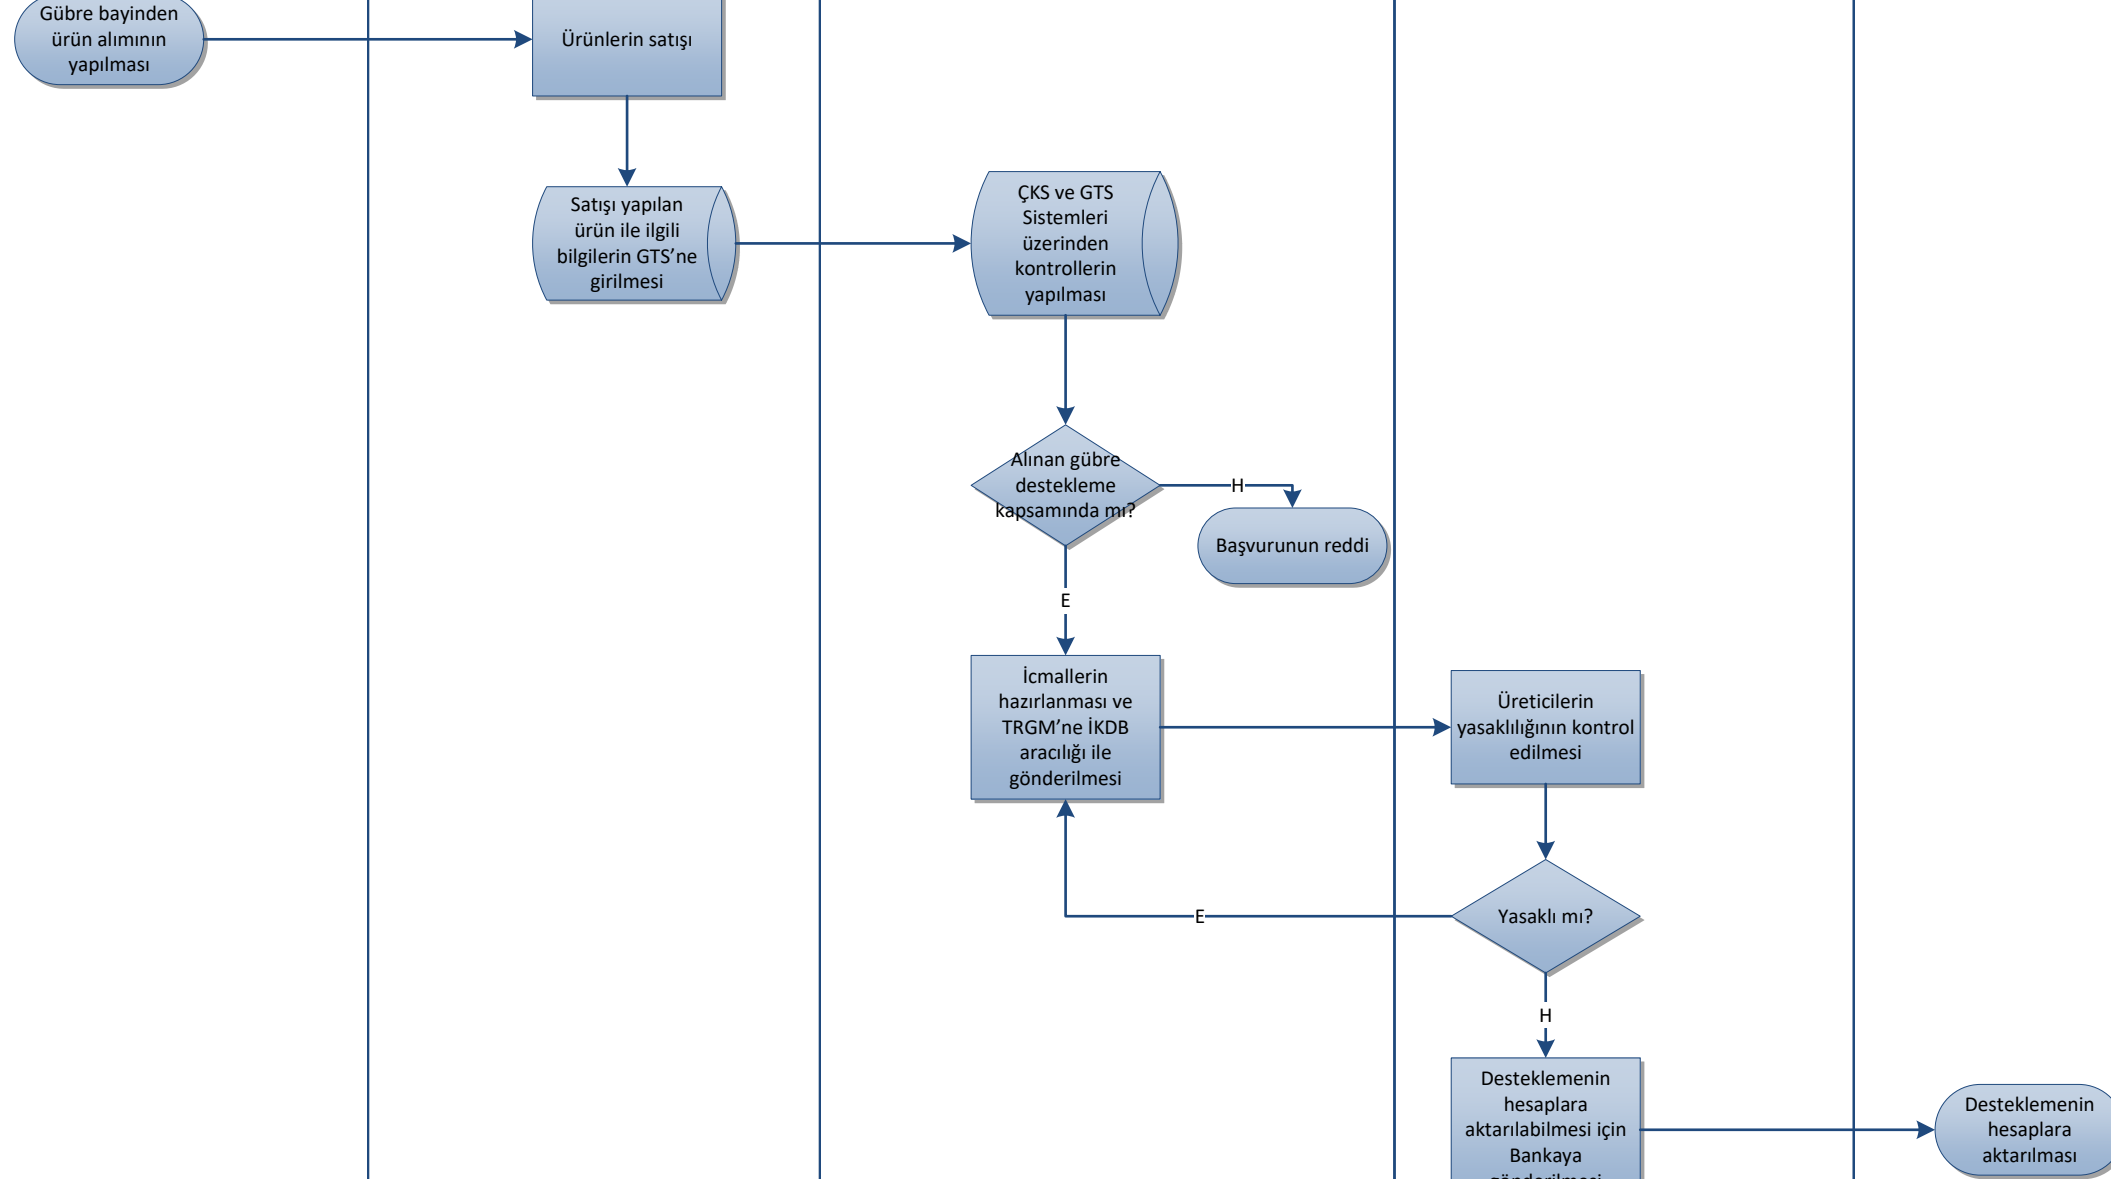 Gübre bayinden
ürün alımının
yapılması
Ürünlerin satışı
Satışı yapılan
ürün ile ilgili
bilgilerin GTS’ne
girilmesi
ÇKS ve GTS
Sistemleri
üzerinden
kontrollerin
yapılması
Alınan gübre
destekleme
kapsamında mı?
H
Başvurunun reddi
E
İcmallerin
hazırlanması ve
TRGM’ne İKDB
aracılığı ile
gönderilmesi
Üreticilerin
yasaklılığının kontrol
edilmesi
Yasaklı mı?
E
H
Desteklemenin
hesaplara
aktarılabilmesi için
Bankaya
gönderilmesi
Desteklemenin
hesaplara
aktarılması